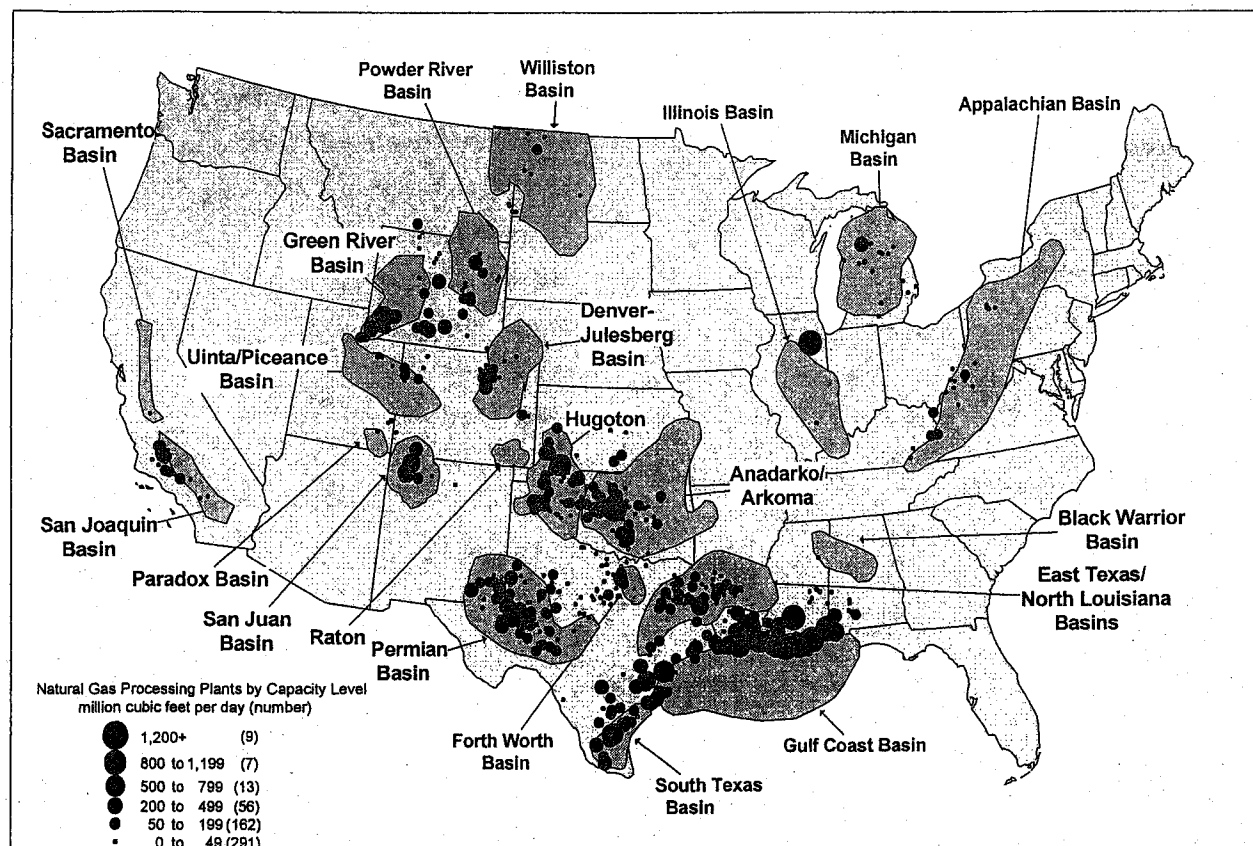 Powder River
Basin
Williston
Basin
Illinois Basin
Appalachian Basin
Michigan
Basin
Sacramento
Basin
Green River
Basin
Denver-
Julesberg
Basin
Uinta/Piceance
Basin
Hugoton
Anadarko/
Arkoma
San Joaquin
Basin
Black Warrior
Basin
Paradox Basin
East Texas/
North Louisiana
Basins
San Juan
Basin
Raton
Permian
Basin
Forth Worth
Basin
Gulf Coast Basin
South Texas
Basin
Natural Gas Processing Plants by Capacity Level
million cubic feet per day (number)
1,200+ (9)
800 to 1,199 (7)
500 to 799 (13)
200 to 499 (56)
50 to 199 (162)
0 to 49 (291)